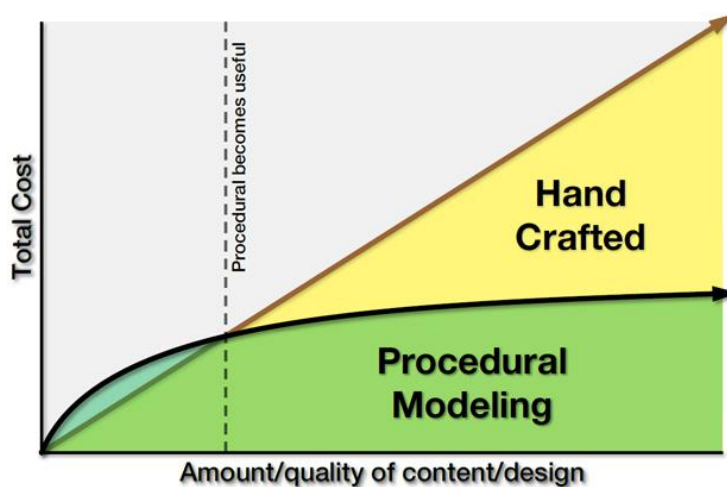 Total Cost
Procedural becomes useful
Hand
Crafted
Procedural
Modeling
Amount/quality of content/design